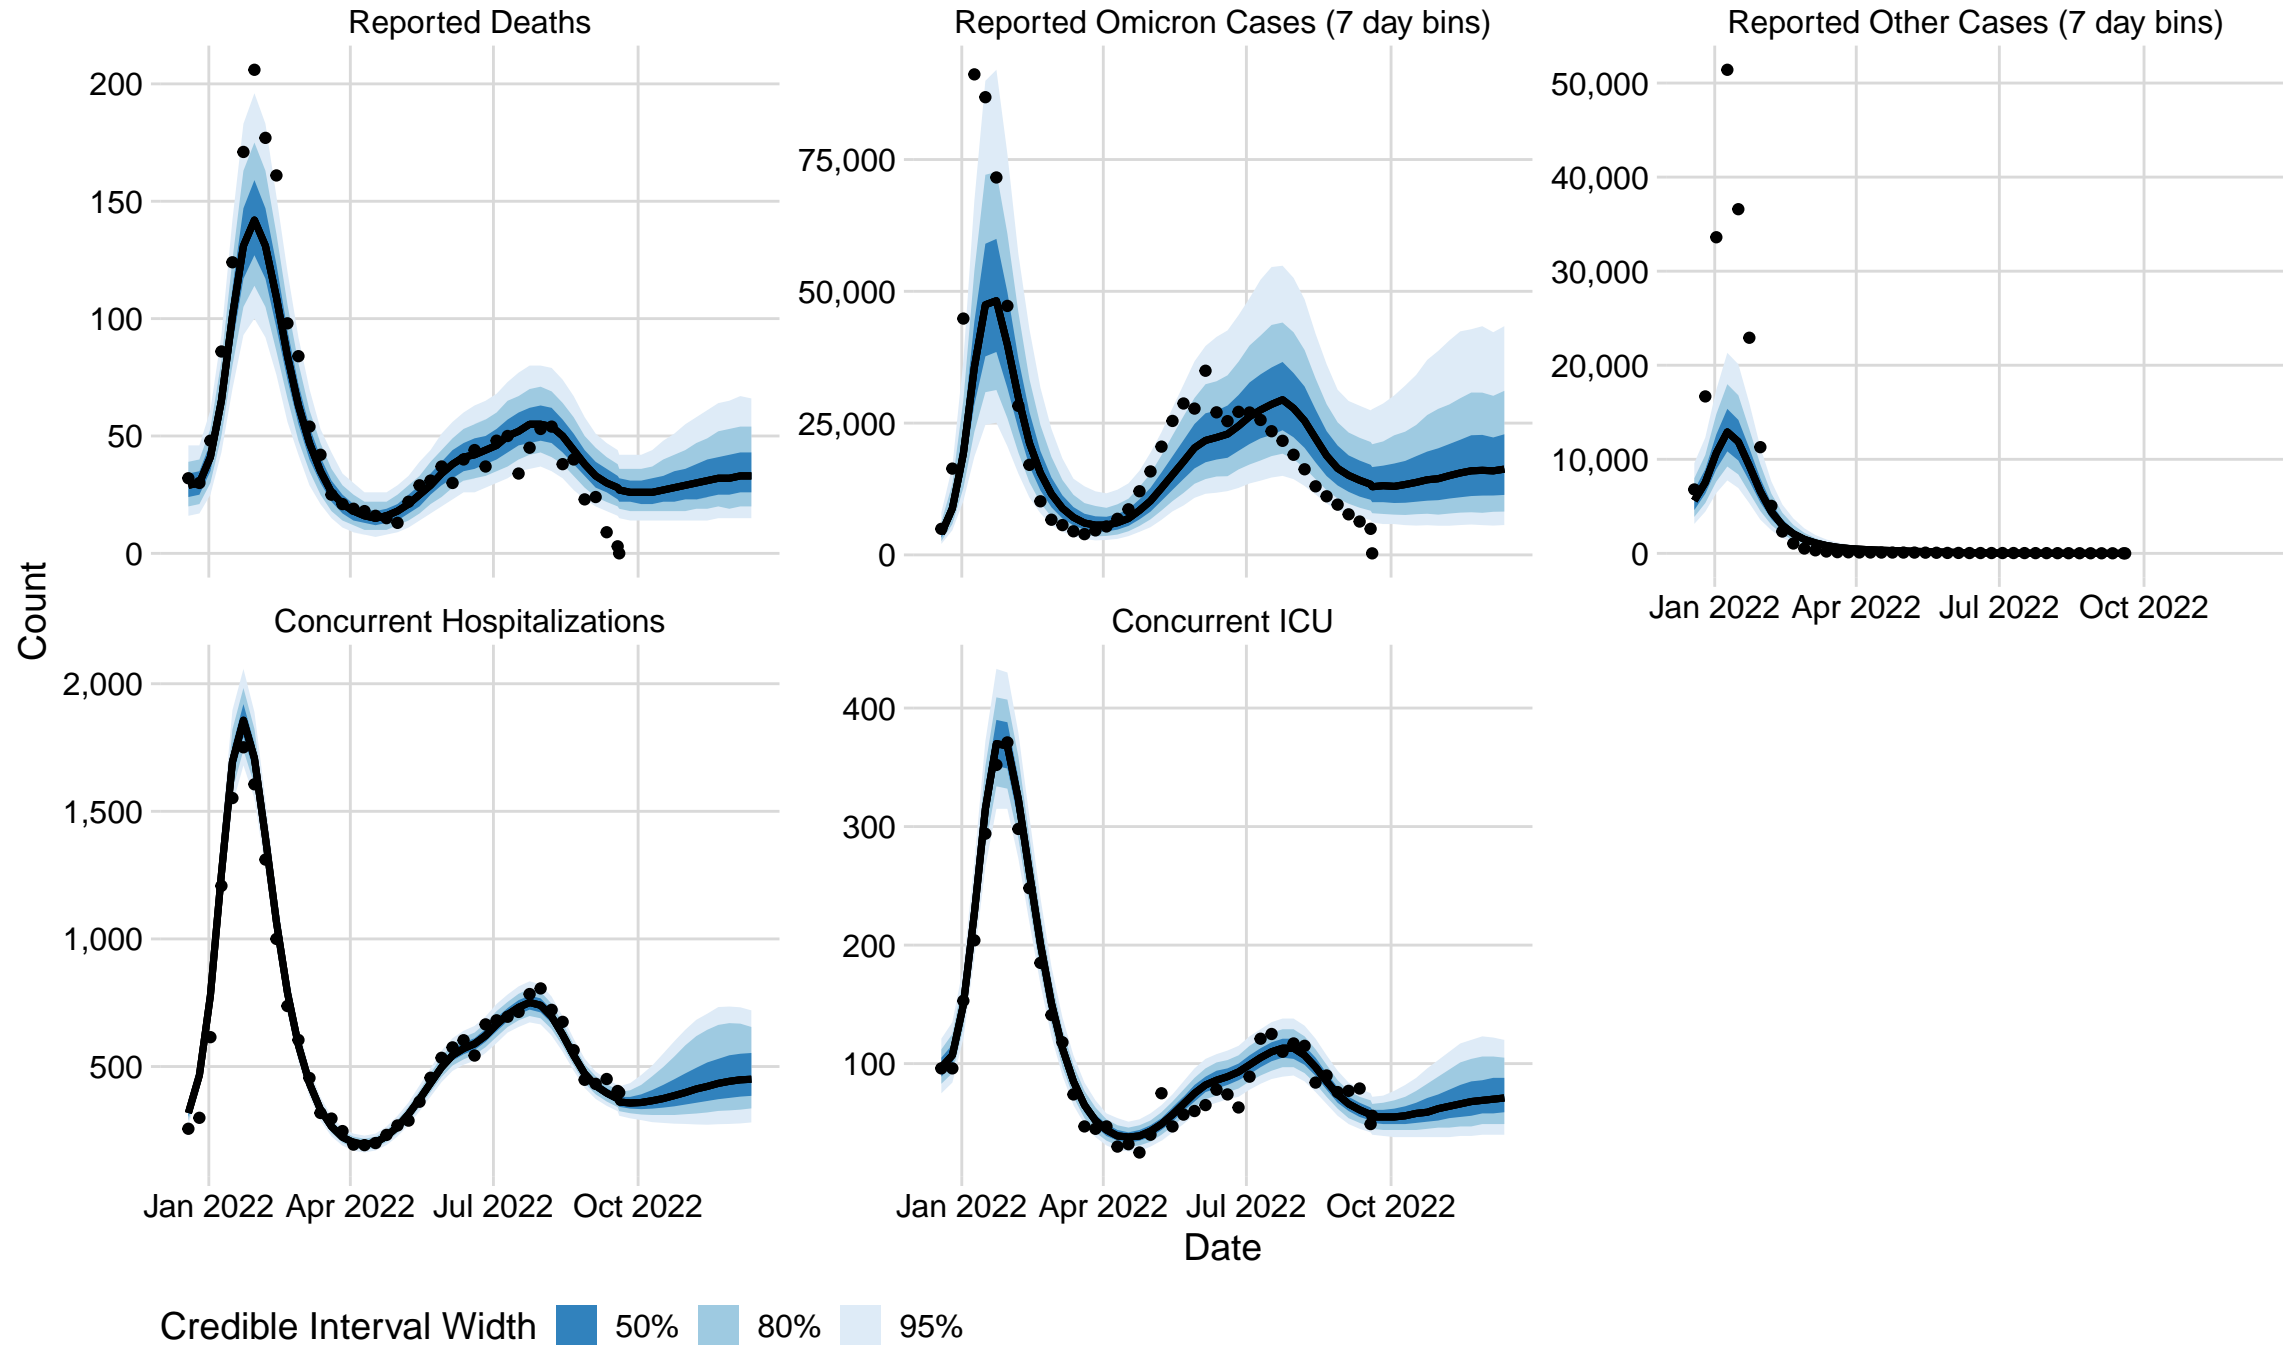 Reported Deaths
Reported Omicron Cases (7 day bins)
Reported Other Cases (7 day bins)
200
150
100
50
0
75,000
50,000
25,000
0
50,000
40,000
30,000
20,000
10,000
0
Jan 2022 Apr 2022 Jul 2022 Oct 2022
Count
Concurrent Hospitalizations
Concurrent ICU
2,000
1,500
1,000
500
400
300
200
100
Jan 2022 Apr 2022 Jul 2022 Oct 2022
Jan 2022 Apr 2022 Jul 2022 Oct 2022
Date
Credible Interval Width 50% 80% 95%